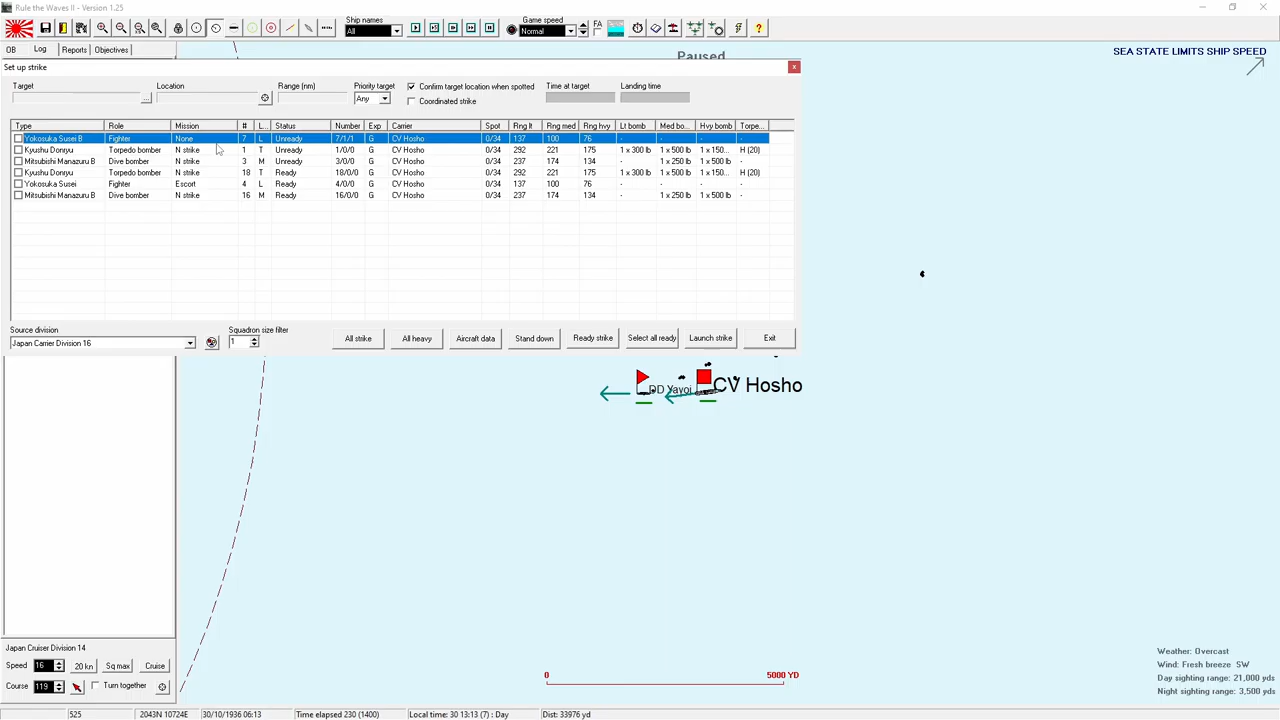 Rule the Waves II - Version 1.25
Ship names
All
Game speed
Normal
FA
OB Log Reports Objectives
Paused
SEA STATE LIMITS SHIP SPEED
Set up strike
Target Location Range (nm) Priority target Confirm target location when spotted Time at target Landing time
... Any Coordinated strike
Type Role Mission # L... Status Number Exp Carrier Spot Rng lt Rng med Rng hvy Lt bomb Med bo... Hvy bomb Torpe...
Yokosuka Susei B Fighter None 7 L Unready 7/1/1 G CV Hosho 0/34 137 100 76 - - - -
Kyushu Donryu Torpedo bomber N strike 1 T Unready 1/0/0 G CV Hosho 0/34 292 221 175 1 x 300 lb 1 x 500 lb 1 x 150... H (20)
Mitsubishi Manazuru B Dive bomber N strike 3 M Unready 3/0/0 G CV Hosho 0/34 237 174 134 - 1 x 250 lb 1 x 500 lb -
Kyushu Donryu Torpedo bomber N strike 18 T Ready 18/0/0 G CV Hosho 0/34 292 221 175 1 x 300 lb 1 x 500 lb 1 x 150... H (20)
Yokosuka Susei Fighter Escort 4 L Ready 4/0/0 G CV Hosho 0/34 137 100 76 - - - -
Mitsubishi Manazuru B Dive bomber N strike 16 M Ready 16/0/0 G CV Hosho 0/34 237 174 134 - 1 x 250 lb 1 x 500 lb -
Source division Squadron size filter
Japan Carrier Division 16 1 All strike All heavy Aircraft data Stand down Ready strike Select all ready Launch strike Exit
DD Yayoi CV Hosho
Japan Cruiser Division 14
Speed 16 20 kn Sq max Cruise
Course 119 Turn together
0 5000 YD
Weather: Overcast
Wind: Fresh breeze SW
Day sighting range: 21,000 yds
Night sighting range: 3,500 yds
525 2043N 10724E 30/10/1936 06:13 Time elapsed 230 (1400) Local time: 30 13:13 (7) : Day Dist: 33976 yd